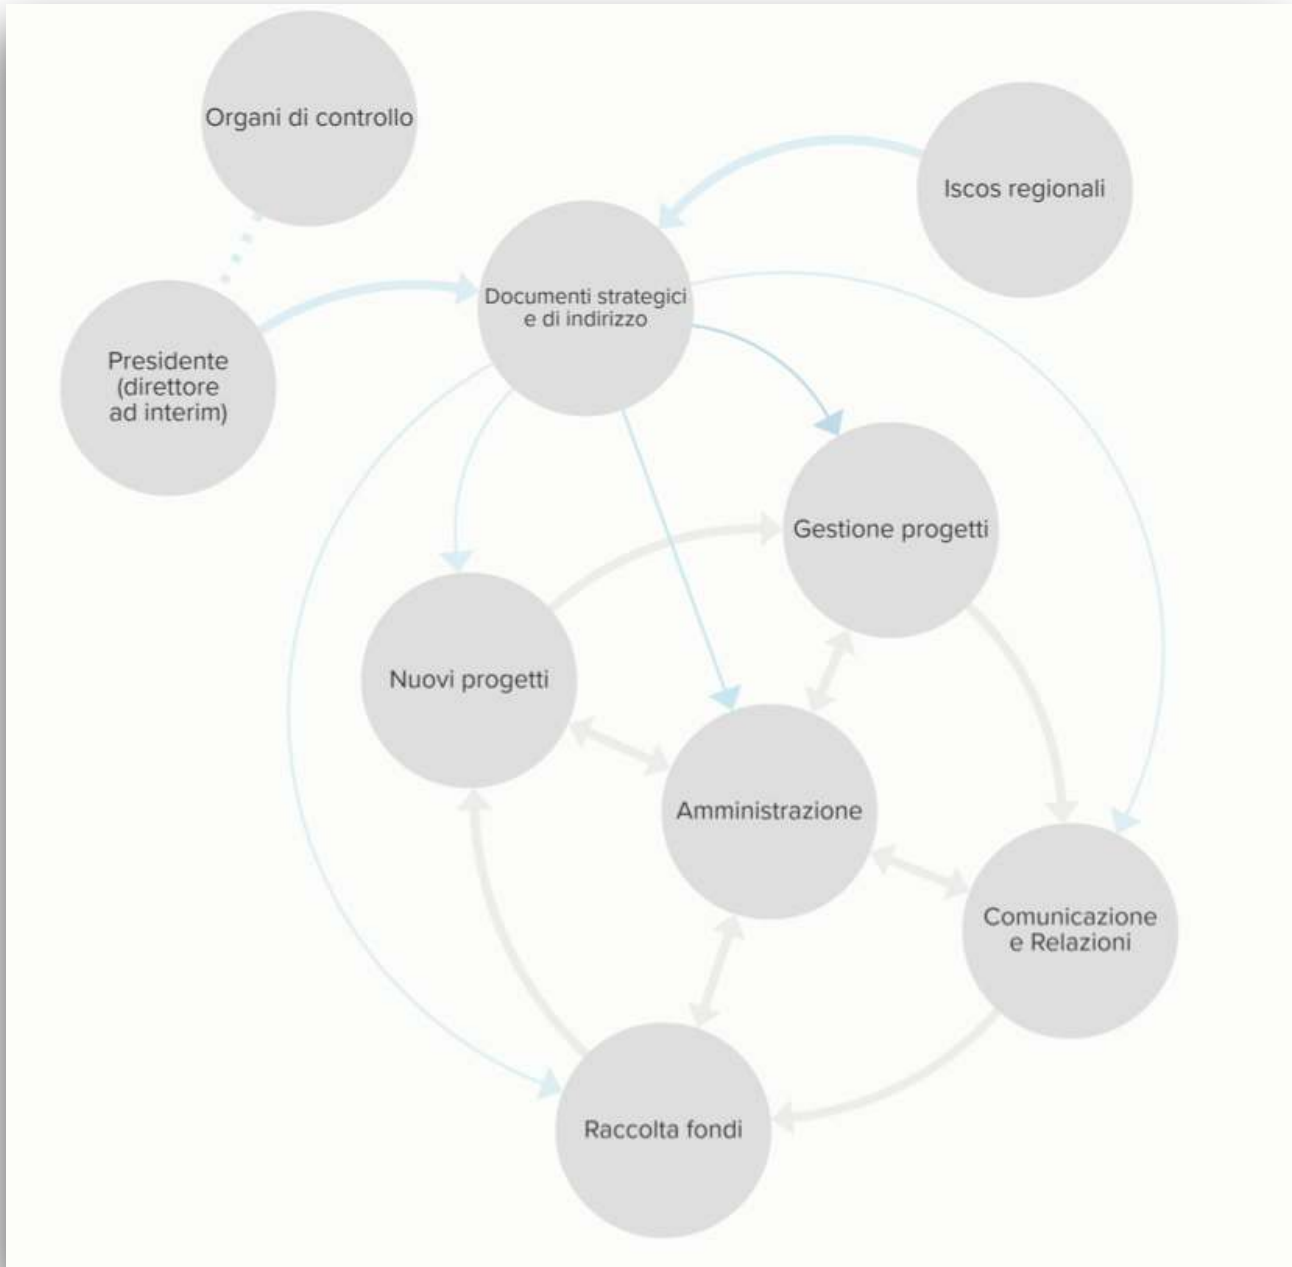 Organi di controllo
Iscos regionali
Documenti strategici
e di indirizzo
Presidente
(direttore
ad interim)
Gestione progetti
Nuovi progetti
Amministrazione
Comunicazione
e Relazioni
Raccolta fondi